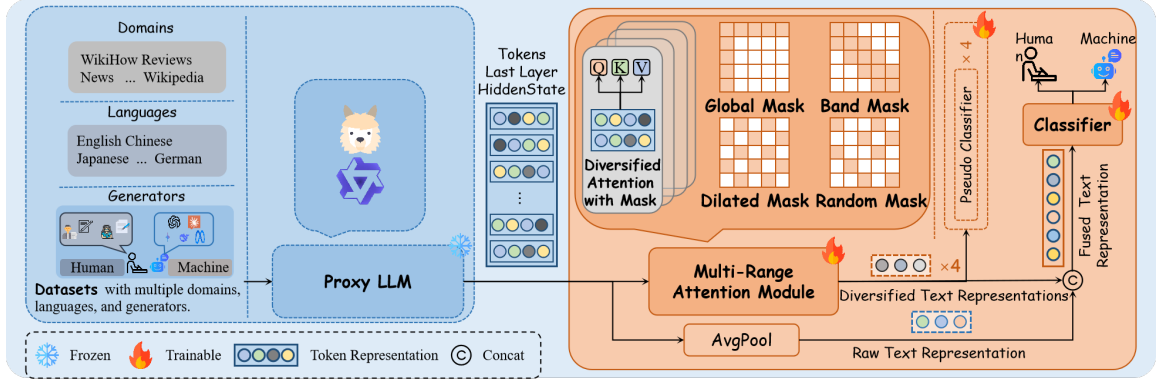 Domains
WikiHow Reviews
News ... Wikipedia
Languages
English Chinese
Japanese ... German
Generators
Human
Machine
Datasets with multiple domains,
languages, and generators.
Proxy LLM
Tokens
Last Layer
HiddenState
Q K V
Diversified
Attention
with Mask
Global Mask
Band Mask
Dilated Mask
Random Mask
Multi-Range
Attention Module
AvgPool
×4
Pseudo Classifier
×4
Diversified Text Representations
Raw Text Representation
Fused Text
Representation
C
Classifier
Huma
n
Machine
Frozen
Trainable
Token Representation
C
Concat